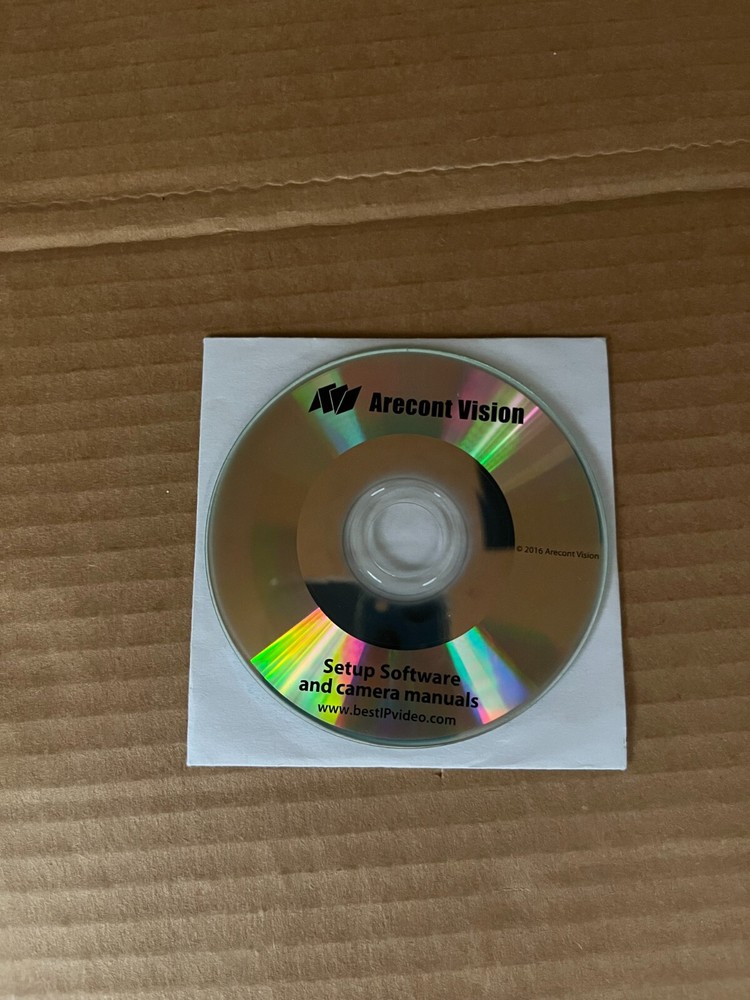 Arecont Vision
© 2016 Arecont Vision
Setup Software
and camera manuals
www.bestIPvideo.com